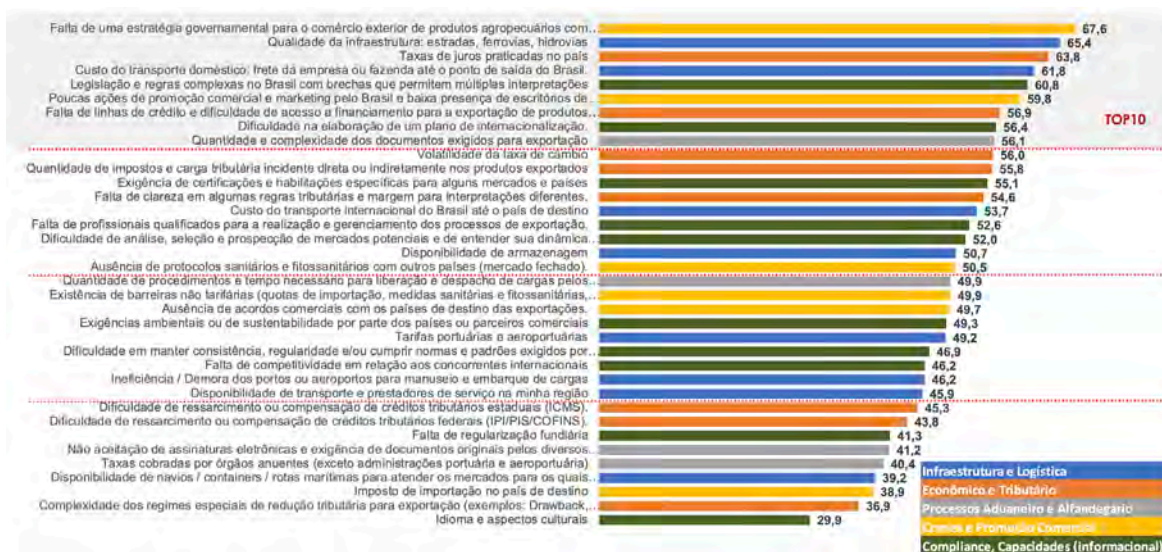 Falta de uma estratégia governamental para o comércio exterior de produtos agropecuários com... 67,6
Qualidade da infraestrutura: estradas, ferrovias, hidrovias 65,4
Taxas de juros praticadas no país 63,8
Custo do transporte doméstico: frete da empresa ou fazenda até o ponto de saída do Brasil. 61,8
Legislação e regras complexas no Brasil com brechas que permitem múltiplas interpretações 60,8
Poucas ações de promoção comercial e marketing pelo Brasil e baixa presença de escritórios de... 59,8
Falta de linhas de crédito e dificuldade de acesso a financiamento para a exportação de produtos... 56,9
TOP10
Dificuldade na elaboração de um plano de internacionalização. 56,4
Quantidade e complexidade dos documentos exigidos para exportação 56,1
Volatilidade da taxa de câmbio 56,0
Quantidade de impostos e carga tributária incidente direta ou indiretamente nos produtos exportados 55,8
Exigência de certificações e habilitações específicas para alguns mercados e países 55,1
Falta de clareza em algumas regras tributárias e margem para interpretações diferentes. 54,6
Custo do transporte internacional do Brasil até o país de destino 53,7
Falta de profissionais qualificados para a realização e gerenciamento dos processos de exportação. 52,6
Dificuldade de análise, seleção e prospecção de mercados potenciais e de entender sua dinâmica 52,0
Disponibilidade de armazenagem 50,7
Ausência de protocolos sanitários e fitossanitários com outros países (mercado fechado). 50,5
Quantidade de procedimentos e tempo necessário para liberação e despacho de cargas pelos... 49,9
Existência de barreiras não tarifárias (quotas de importação, medidas sanitárias e fitossanitárias,... 49,9
Ausência de acordos comerciais com os países de destino das exportações. 49,7
Exigências ambientais ou de sustentabilidade por parte dos países ou parceiros comerciais 49,3
Tarifas portuárias e aeroportuárias 49,2
Dificuldade em manter consistência, regularidade e/ou cumprir normas e padrões exigidos por... 46,9
Falta de competitividade em relação aos concorrentes internacionais 46,2
Ineficiência / Demora dos portos ou aeroportos para manuseio e embarque de cargas 46,2
Disponibilidade de transporte e prestadores de serviço na minha região 45,9
Dificuldade de ressarcimento ou compensação de créditos tributários estaduais (ICMS). 45,3
Dificuldade de ressarcimento ou compensação de créditos tributários federais (IPI/PIS/COFINS). 43,8
Falta de regularização fundiária 41,3
Não aceitação de assinaturas eletrônicas e exigência de documentos originais pelos diversos... 41,2
Taxas cobradas por órgãos anuentes (exceto administrações portuária e aeroportuária) 40,4
Disponibilidade de navios / containers / rotas marítimas para atender os mercados para os quais... 39,2
Imposto de importação no país de destino 38,9
Complexidade dos regimes especiais de redução tributária para exportação (exemplos: Drawback,... 36,9
Idioma e aspectos culturais 29,9
Infraestrutura e Logística
Econômico e Tributário
Processos Aduaneiro e Alfandegário
e Promoção Comercial
Compliance, Capacidades (informacional)